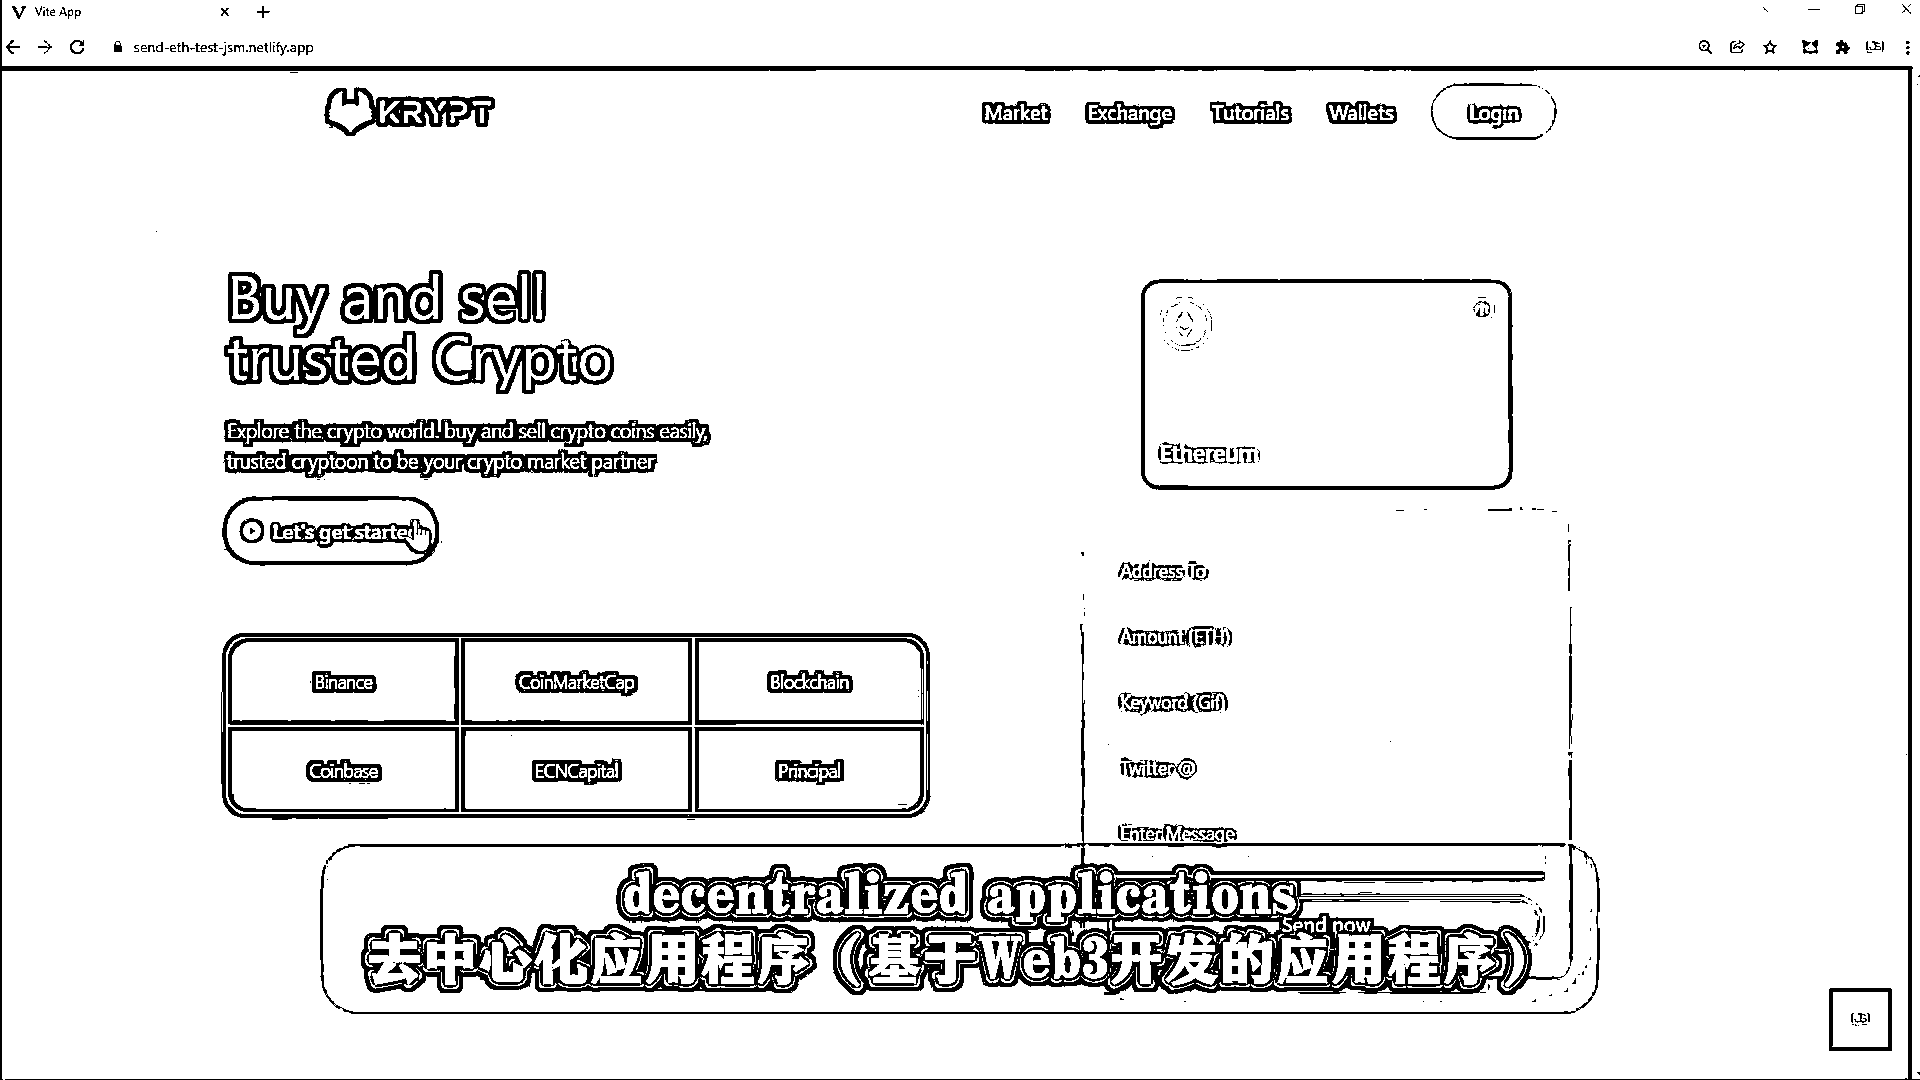 Vite App
send-eth-test-jsm.netlify.app
KRYPT
Market Exchange Tutorials Wallets Login
Buy and sell
trusted Crypto
Explore the crypto world. buy and sell crypto coins easily,
trusted cryptoon to be your crypto market partner
Let's get started
Ethereum
Address To
Amount (ETH)
Keyword (Gif)
Twitter @
Enter Message
Send now
Binance CoinMarketCap Blockchain
Coinbase ECNCapital Principal
decentralized applications
去中心化应用程序（基于Web3开发的应用程序）